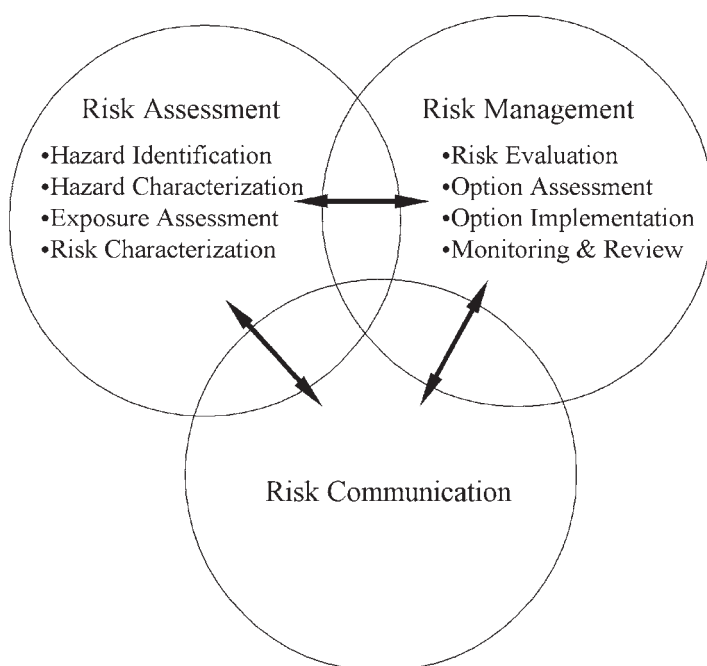 Risk Assessment
•Hazard Identification
•Hazard Characterization
•Exposure Assessment
•Risk Characterization
Risk Management
•Risk Evaluation
•Option Assessment
•Option Implementation
•Monitoring & Review
Risk Communication